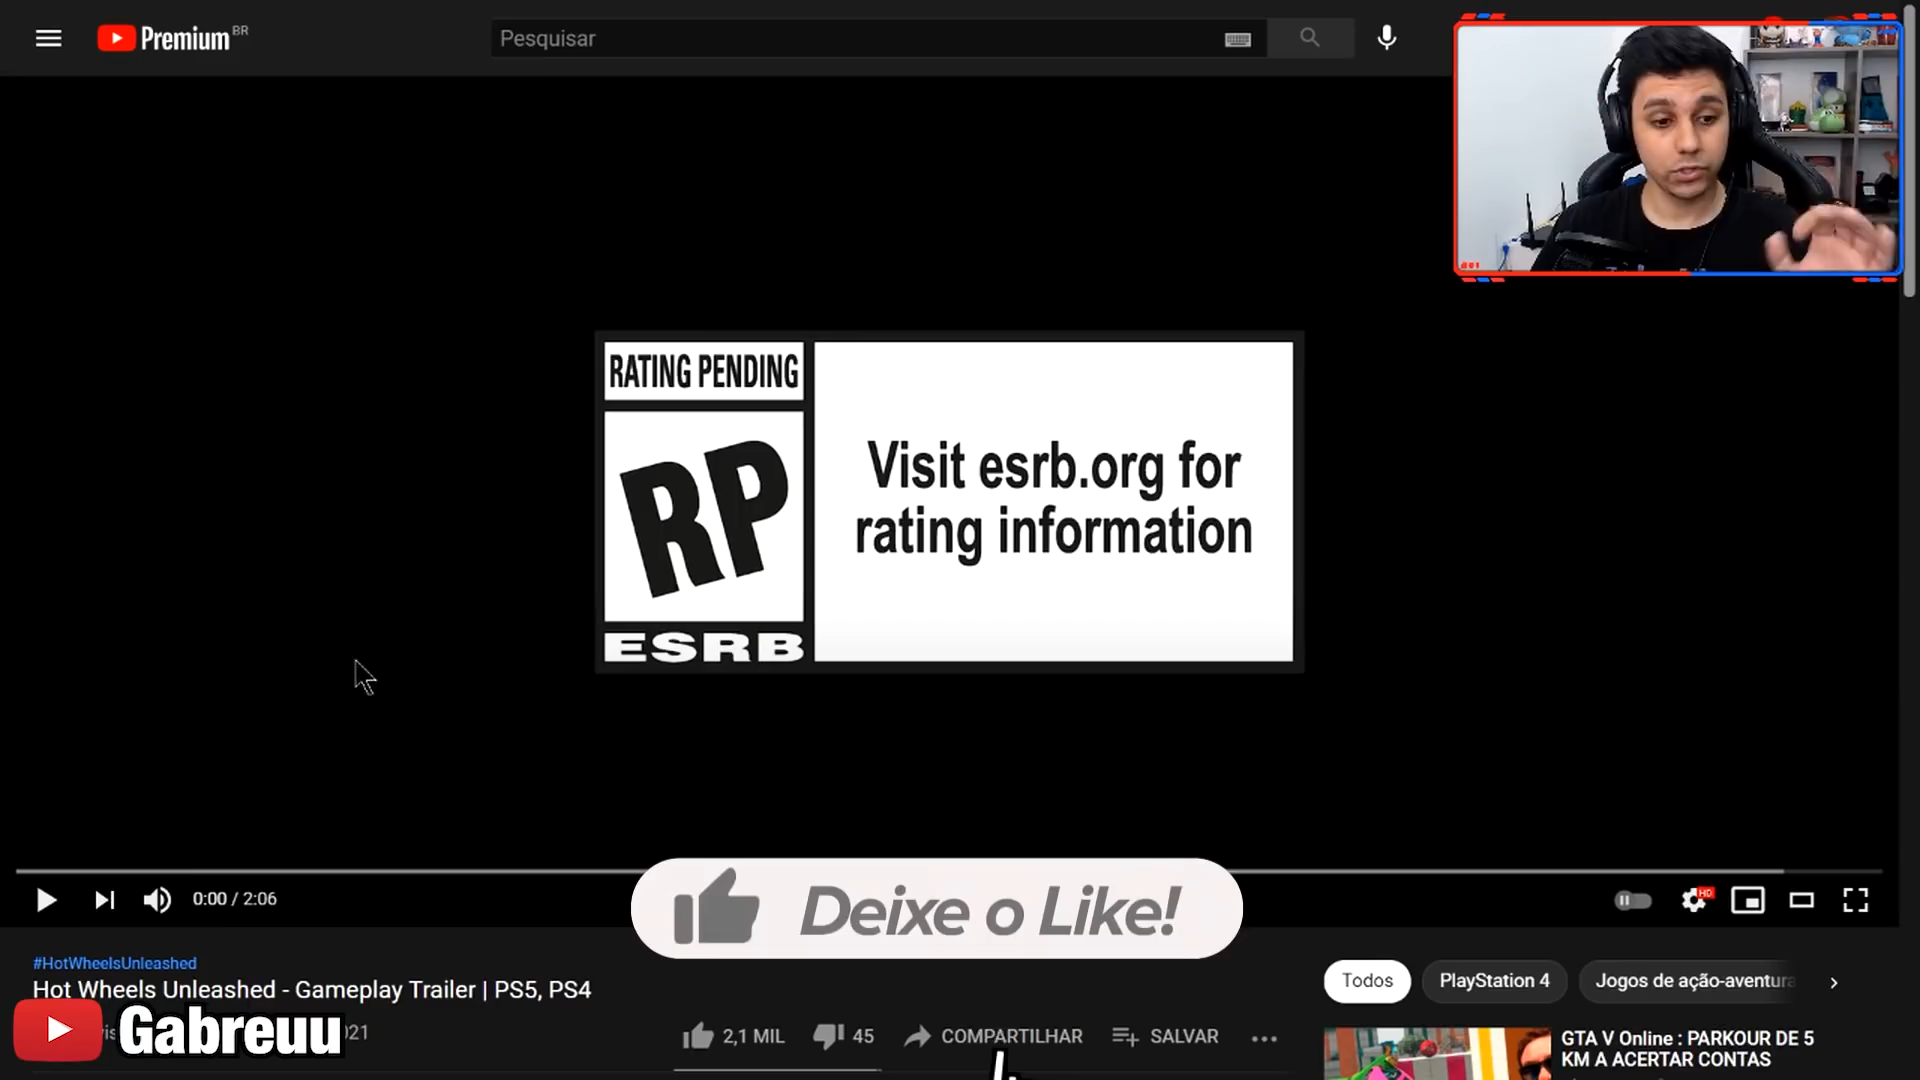 Premium BR
Pesquisar
RATING PENDING
RP
ESRB
Visit esrb.org for
rating information
0:00 / 2:06
HD
Deixe o Like!
#HotWheelsUnleashed
Hot Wheels Unleashed - Gameplay Trailer | PS5, PS4
Gabreuu
2,1 MIL
45
COMPARTILHAR
SALVAR
Todos
PlayStation 4
Jogos de ação-aventura
GTA V Online : PARKOUR DE 5
KM A ACERTAR CONTAS